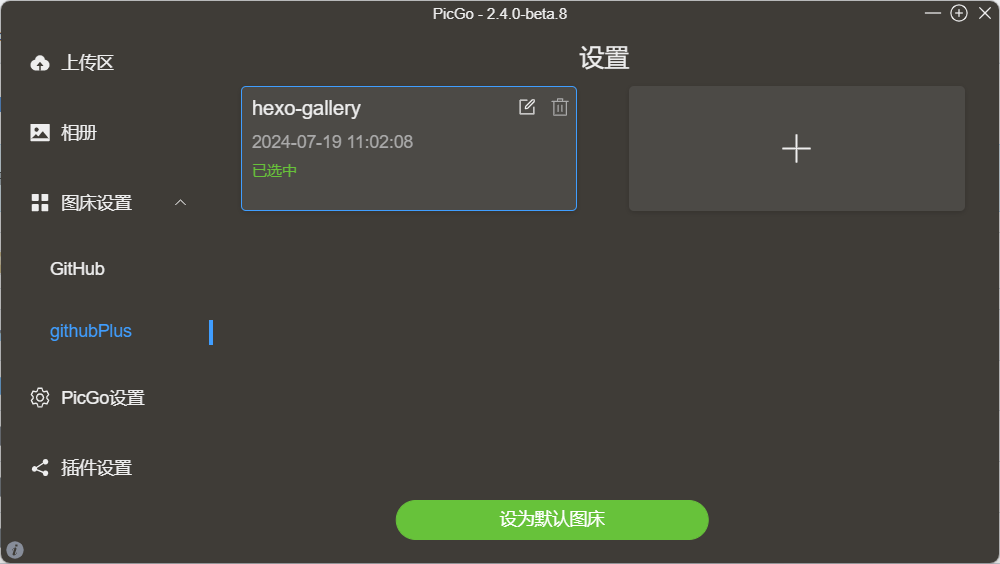 PicGo - 2.4.0-beta.8
上传区
相册
图床设置
GitHub
githubPlus
PicGo设置
插件设置
设置
hexo-gallery
2024-07-19 11:02:08
已选中
设为默认图床